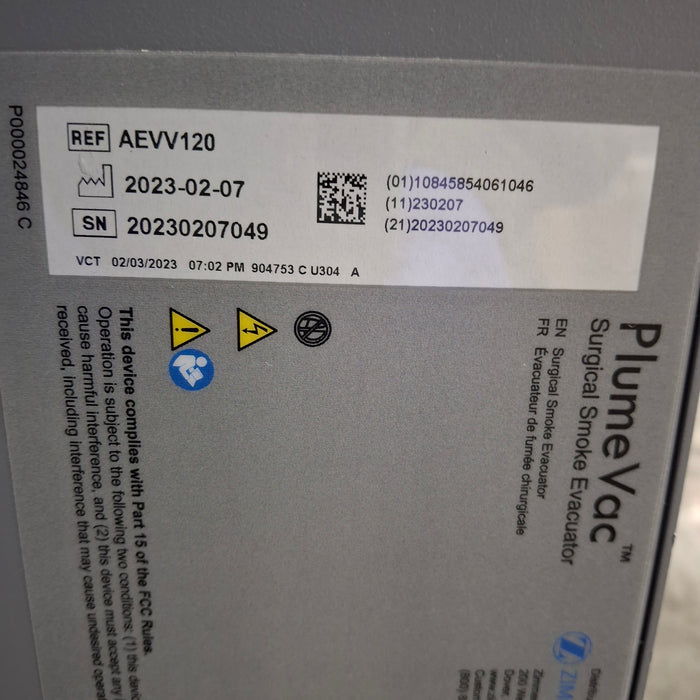 REF AEVV120
2023-02-07
SN 20230207049
(01)10845854061046
(11)230207
(21)20230207049
VCT 02/03/2023 07:02 PM 904753 C U304 A
P000024846 C
PlumeVac™
Surgical Smoke Evacuator
EN Surgical Smoke Evacuator
FR Évacuateur de fumée chirurgicale
This device complies with Part 15 of the FCC Rules.
Operation is subject to the following two conditions: (1) this
cause harmful interference, and (2) this device must accept any
received, including interference that may cause undesired
(800)